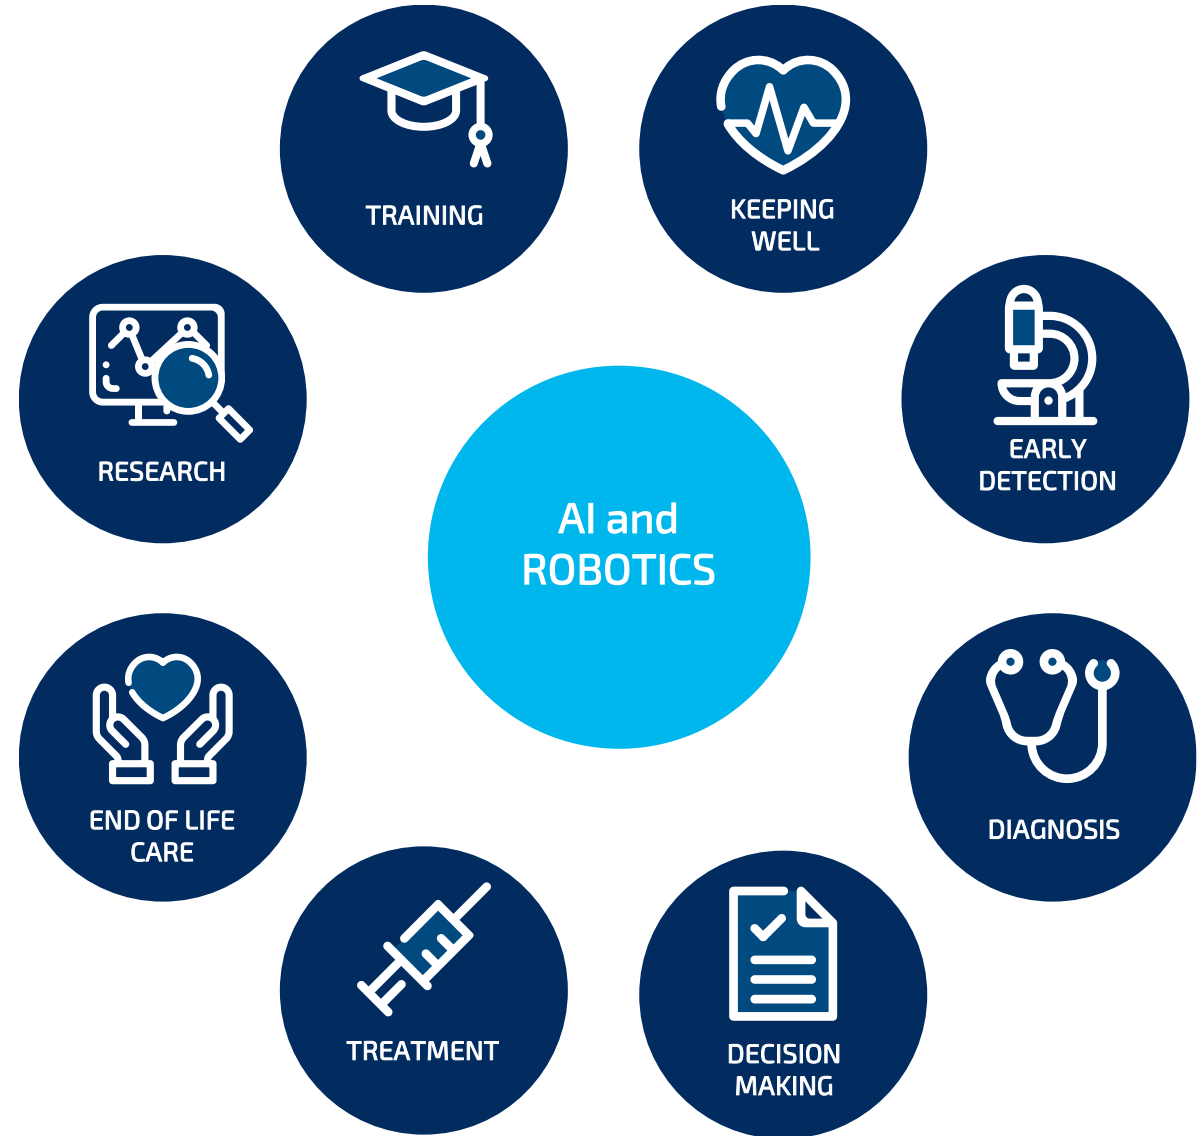 TRAINING
KEEPING
WELL
EARLY
DETECTION
DIAGNOSIS
DECISION
MAKING
TREATMENT
END OF LIFE
CARE
RESEARCH
AI and
ROBOTICS